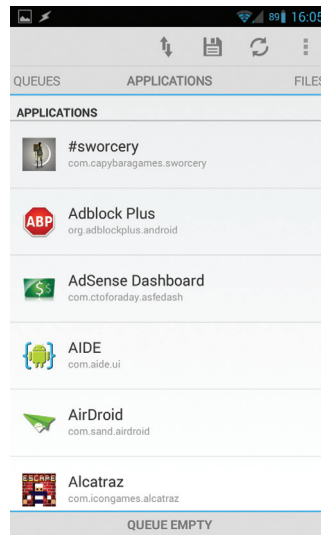 89 16:05
QUEUES APPLICATIONS FILES
APPLICATIONS
#sworcery
com.capybaragames.sworcery
ABP
Adblock Plus
org.adblockplus.android
$$
AdSense Dashboard
com.ctoforaday.asfedash
AIDE
com.aide.ui
AirDroid
com.sand.airdroid
ESCAPE
Alcatraz
com.icongames.alcatraz
QUEUE EMPTY